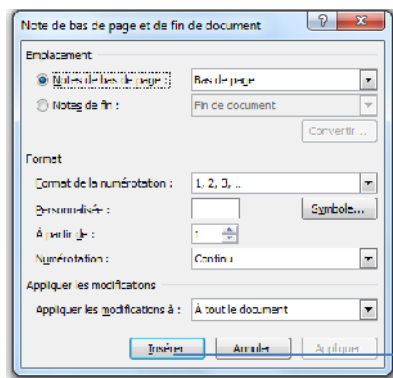 Note de bas de page et de fin de document
Emplacement
Notes de bas de page : Bas de page
Notes de fin : Fin de document
Convertir ...
Format
Format de la numérotation : 1, 2, 3, ...
Personnalisée : Symbole...
À partir de : 1
Numérotation : Continu
Appliquer les modifications
Appliquer les modifications à : À tout le document
Insérer Annuler Appliquer